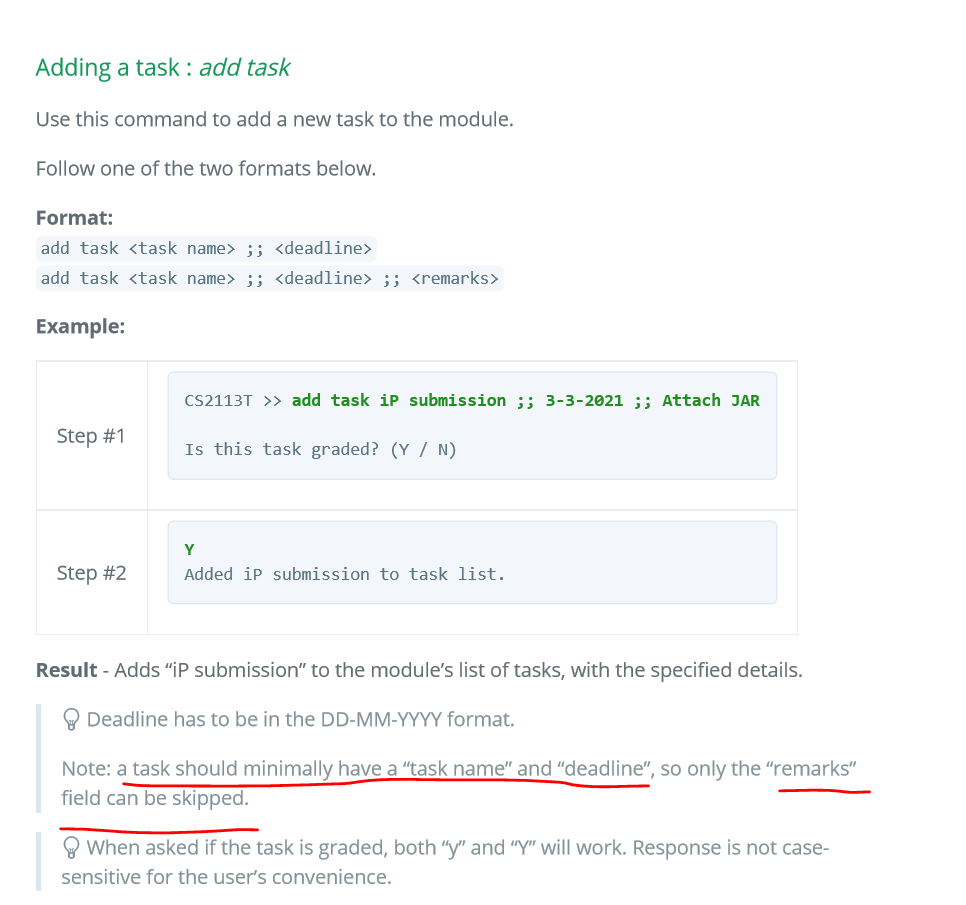 Adding a task : add task
Use this command to add a new task to the module.
Follow one of the two formats below.
Format:
add task <task name> ;; <deadline>
add task <task name> ;; <deadline> ;; <remarks>
Example:
Step #1
CS2113T >> add task iP submission ;; 3-3-2021 ;; Attach JAR
Is this task graded? (Y / N)
Step #2
Y
Added iP submission to task list.
Result - Adds “iP submission” to the module’s list of tasks, with the specified details.
Deadline has to be in the DD-MM-YYYY format.
Note: a task should minimally have a “task name” and “deadline”, so only the “remarks”
field can be skipped.
When asked if the task is graded, both “y” and “Y” will work. Response is not case-
sensitive for the user’s convenience.